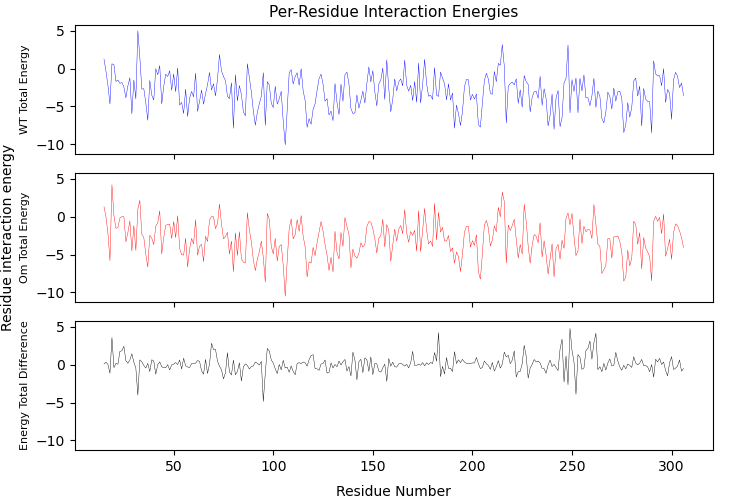 Per-Residue Interaction Energies
Residue interaction energy
WT Total Energy
5
0
−5
−10
Om Total Energy
5
0
−5
−10
Energy Total Difference
5
0
−5
−10
50 100 150 200 250 300
Residue Number